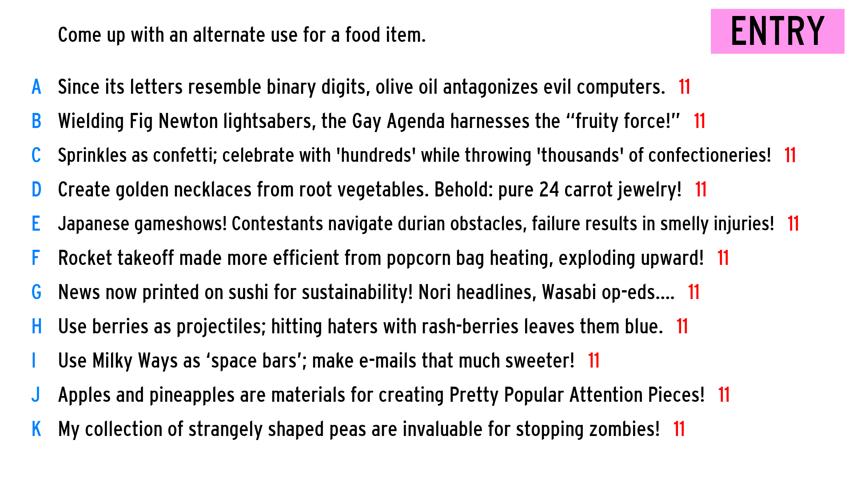 Come up with an alternate use for a food item.
ENTRY
A Since its letters resemble binary digits, olive oil antagonizes evil computers. 11
B Wielding Fig Newton lightsabers, the Gay Agenda harnesses the “fruity force!” 11
C Sprinkles as confetti; celebrate with 'hundreds' while throwing 'thousands' of confectioneries! 11
D Create golden necklaces from root vegetables. Behold: pure 24 carrot jewelry! 11
E Japanese gameshows! Contestants navigate durian obstacles, failure results in smelly injuries! 11
F Rocket takeoff made more efficient from popcorn bag heating, exploding upward! 11
G News now printed on sushi for sustainability! Nori headlines, Wasabi op-eds.... 11
H Use berries as projectiles; hitting haters with rash-berries leaves them blue. 11
I Use Milky Ways as ‘space bars’; make e-mails that much sweeter! 11
J Apples and pineapples are materials for creating Pretty Popular Attention Pieces! 11
K My collection of strangely shaped peas are invaluable for stopping zombies! 11